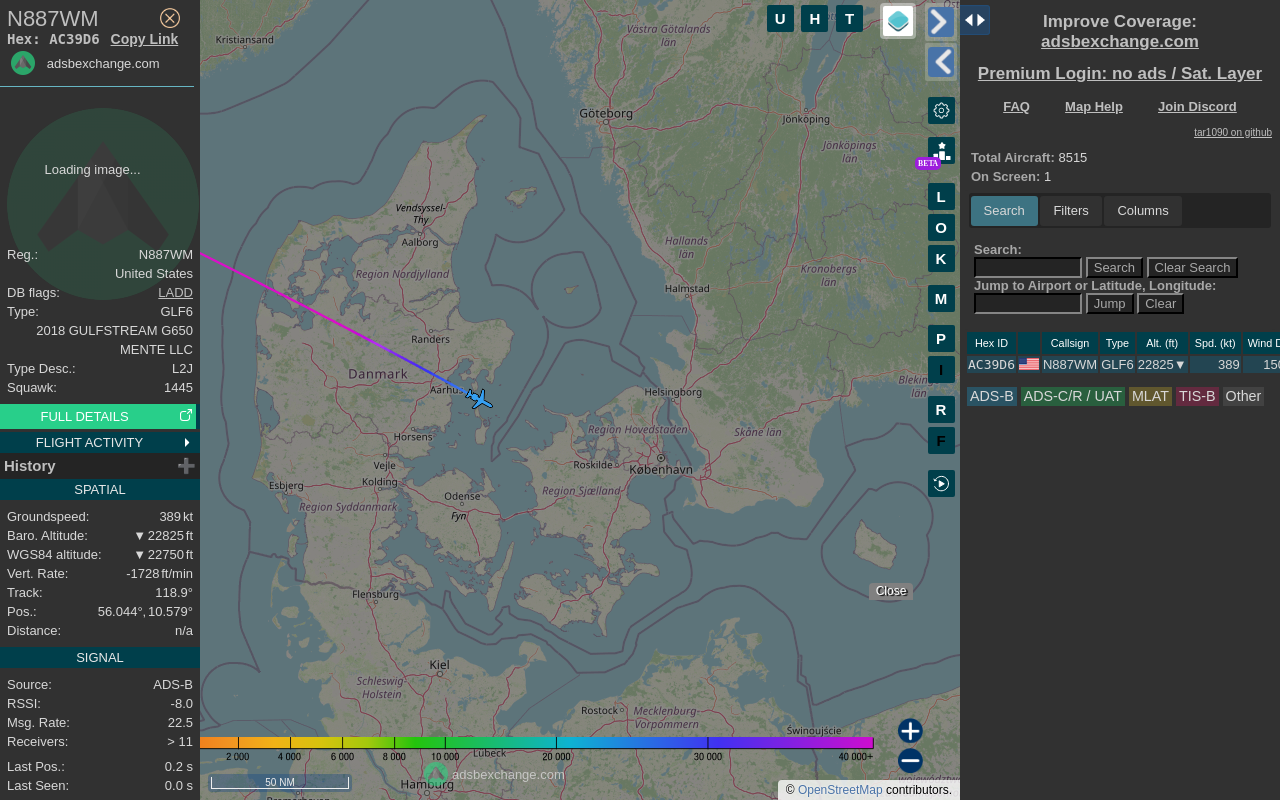 N887WM
Hex: AC39D6 Copy Link
adsbexchange.com
Loading image...
Reg.: N887WM
United States
DB flags: LADD
Type: GLF6
2018 GULFSTREAM G650
MENTE LLC
Type Desc.: L2J
Squawk: 1445
FULL DETAILS
FLIGHT ACTIVITY
History
SPATIAL
Groundspeed: 389 kt
Baro. Altitude: ▼ 22825 ft
WGS84 altitude: ▼ 22750 ft
Vert. Rate: -1728 ft/min
Track: 118.9°
Pos.: 56.044°, 10.579°
Distance: n/a
SIGNAL
Source: ADS-B
RSSI: -8.0
Msg. Rate: 22.5
Receivers: > 11
Last Pos.: 0.2 s
Last Seen: 0.0 s
U H T
Kristiansand
Västra Götalands
län
Göteborg
Jönköping
Jönköpings
län
BETA
Vendsyssel-
Thy
Aalborg
Region Nordjylland
Hallands
län
Kronobergs
län
Halmstad
Randers
Danmark
Aarhus
Helsingborg
Blekinge
län
Horsens
Region Hovedstaden
Skåne län
Vejle
Kolding
Roskilde
København
Esbjerg
Region Syddanmark
Odense
Fyn
Region Sjælland
Flensburg
Close
Kiel
Schleswig-
Holstein
Rostock
Mecklenburg-
Vorpommern
Świnoujście
L
O
K
M
P
I
R
F
2 000 4 000 6 000 8 000 10 000 20 000 30 000 40 000+
Lübeck
adsbexchange.com
50 NM
Hamburg
Bremerhaven
© OpenStreetMap contributors.
Improve Coverage:
adsbexchange.com
Premium Login: no ads / Sat. Layer
FAQ Map Help Join Discord
tar1090 on github
Total Aircraft: 8515
On Screen: 1
Search Filters Columns
Search:
Search Clear Search
Jump to Airport or Latitude, Longitude:
Jump Clear
Hex ID Callsign Type Alt. (ft) Spd. (kt) Wind D
AC39D6 N887WM GLF6 22825▼ 389 150
ADS-B ADS-C/R / UAT MLAT TIS-B Other